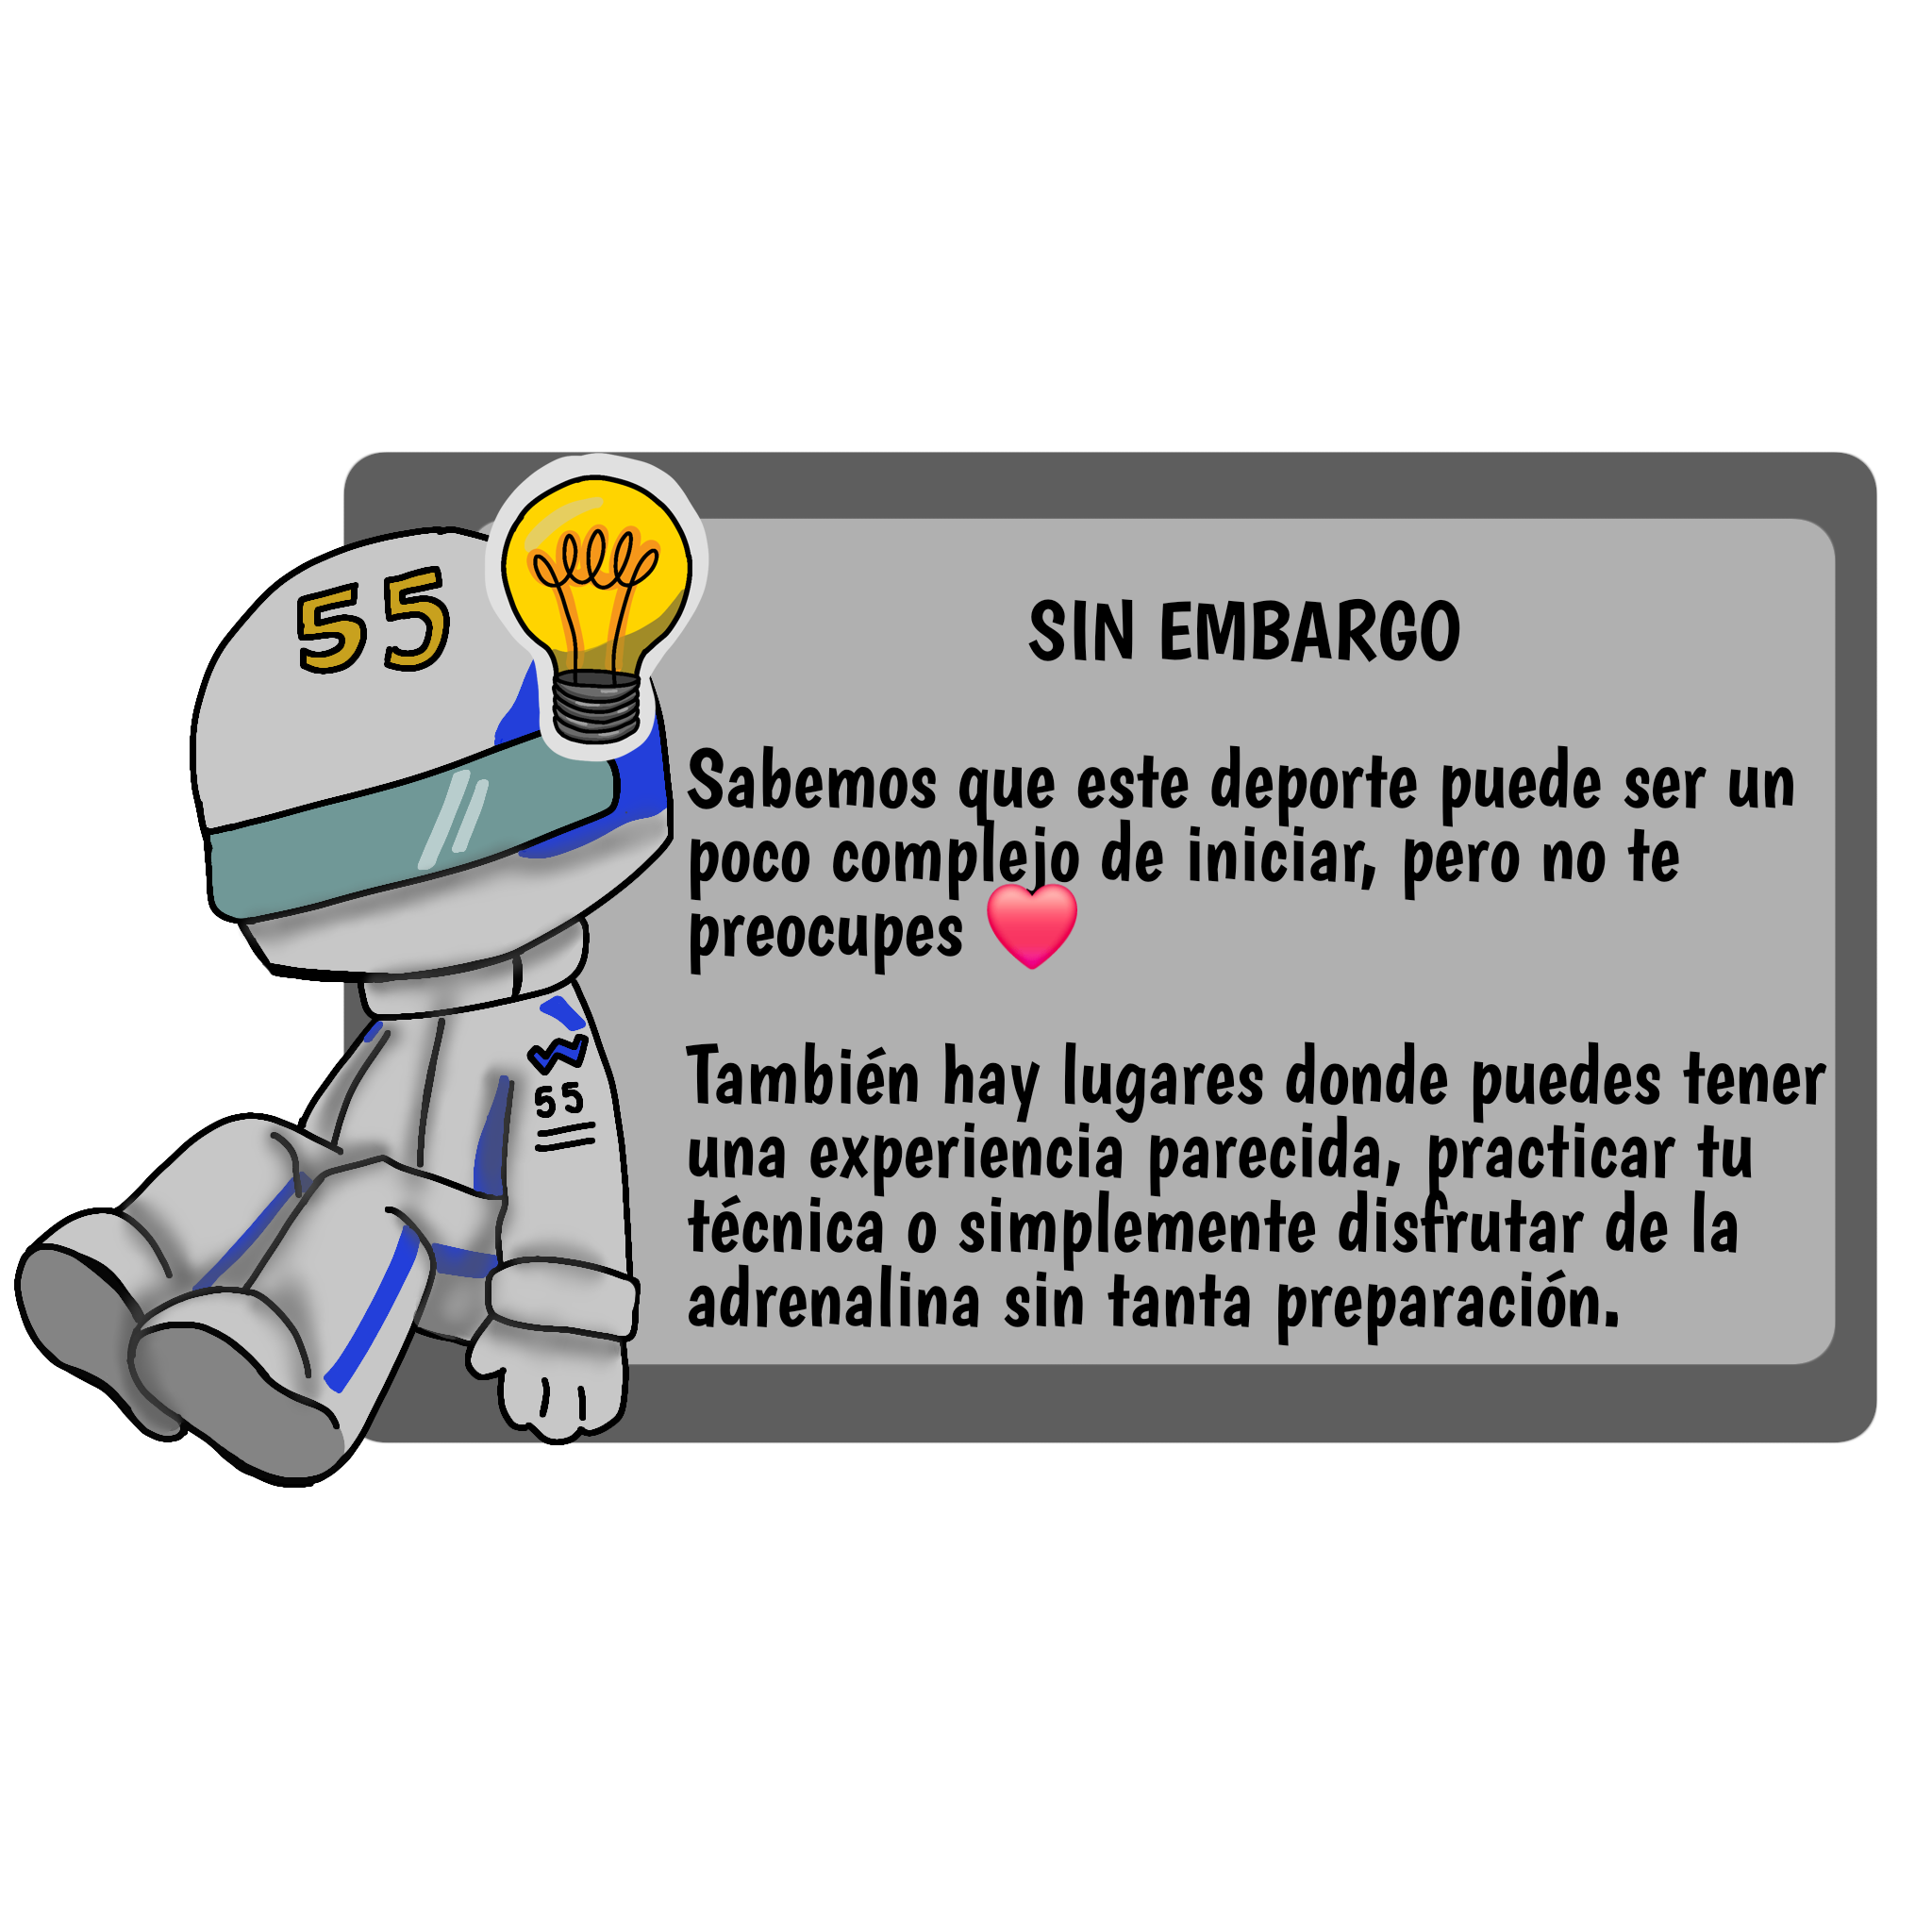 55
SIN EMBARGO
Sabemos que este deporte puede ser un
poco complejo de iniciar, pero no te
preocupes ❤️
También hay lugares donde puedes tener
una experiencia parecida, practicar tu
técnica o simplemente disfrutar de la
adrenalina sin tanta preparación.
55